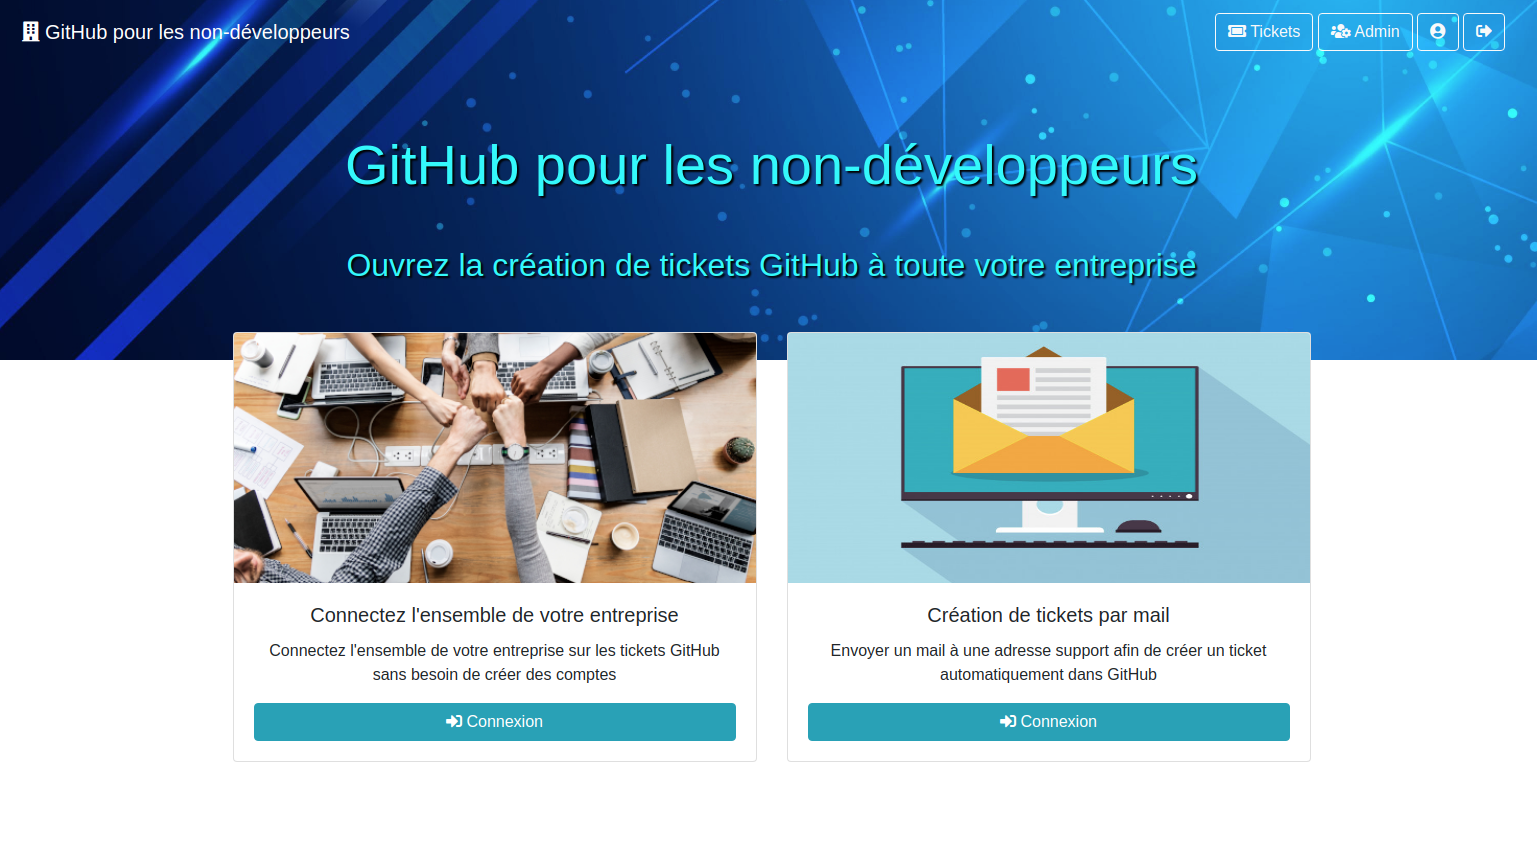 GitHub pour les non-développeurs
Tickets
Admin
GitHub pour les non-développeurs
Ouvrez la création de tickets GitHub à toute votre entreprise
Connectez l'ensemble de votre entreprise
Connectez l'ensemble de votre entreprise sur les tickets GitHub
sans besoin de créer des comptes
Connexion
Création de tickets par mail
Envoyer un mail à une adresse support afin de créer un ticket
automatiquement dans GitHub
Connexion